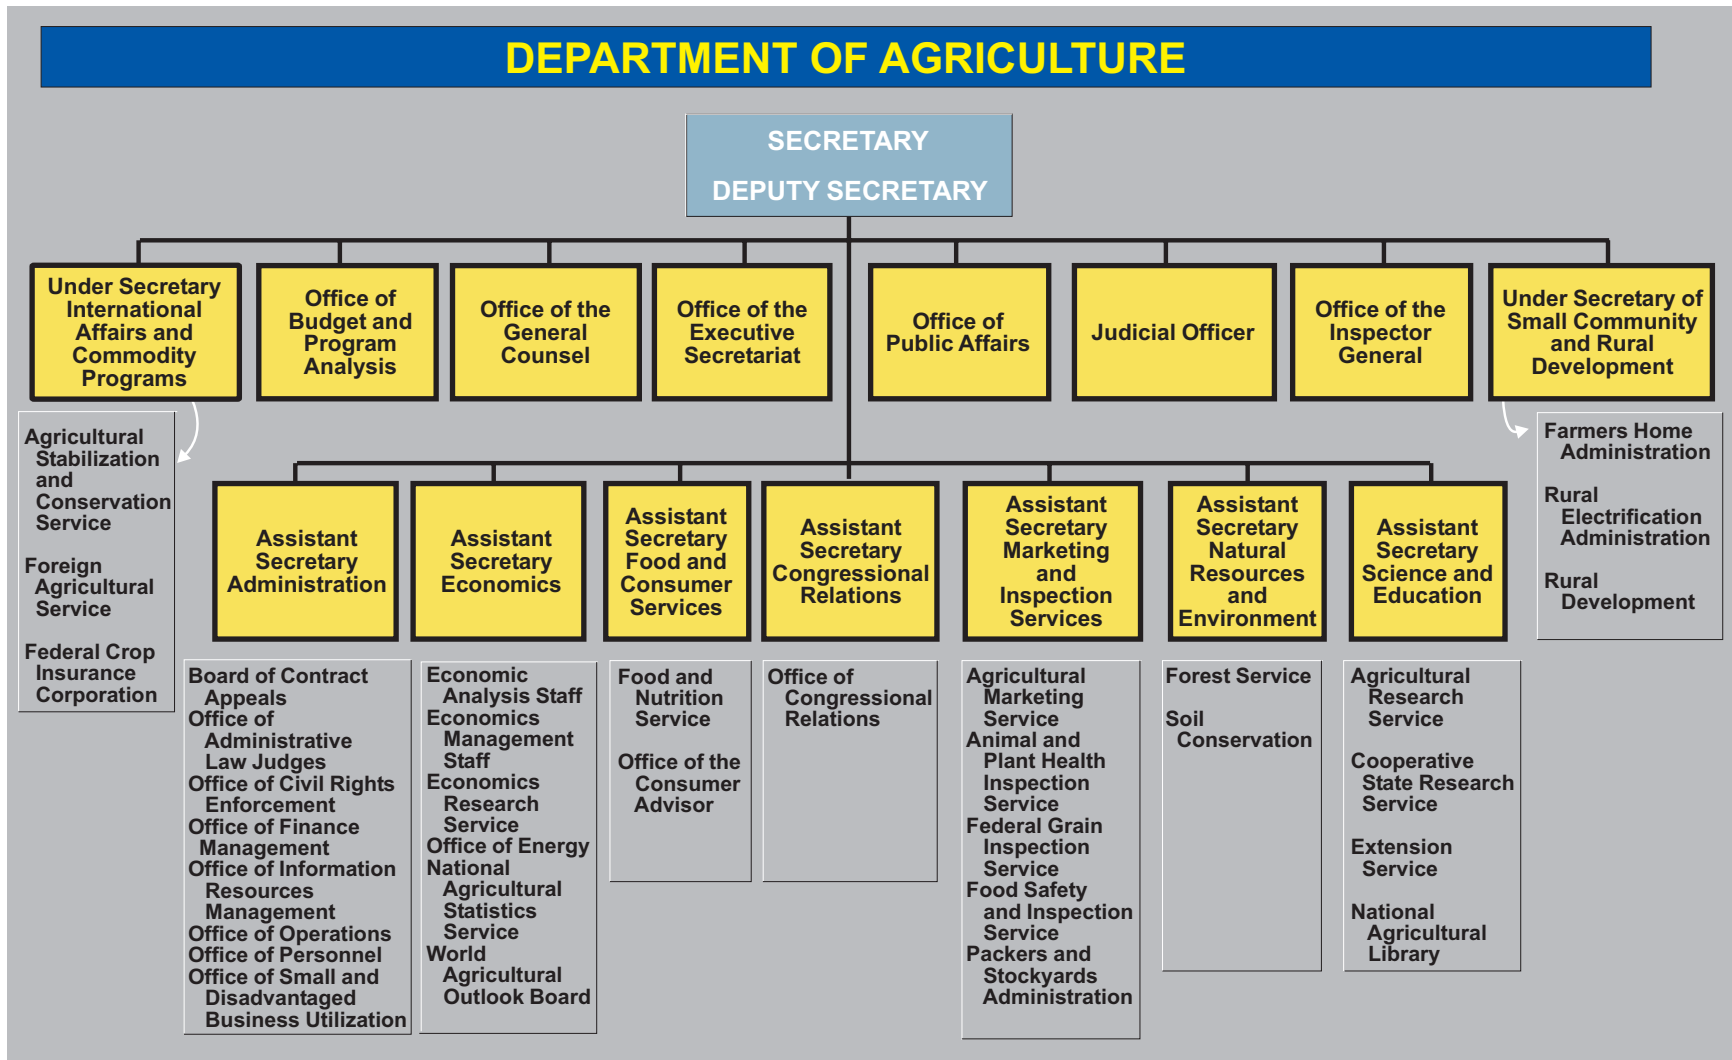 DEPARTMENT OF AGRICULTURE
SECRETARY
DEPUTY SECRETARY
Under Secretary
International
Affairs and
Commodity
Programs
Office of
Budget and
Program
Analysis
Office of the
General
Counsel
Office of the
Executive
Secretariat
Office of
Public Affairs
Judicial Officer
Office of the
Inspector
General
Under Secretary of
Small Community
and Rural
Development
Agricultural
Stabilization
and
Conservation
Service
Foreign
Agricultural
Service
Federal Crop
Insurance
Corporation
Farmers Home
Administration
Rural
Electrification
Administration
Rural
Development
Assistant
Secretary
Administration
Assistant
Secretary
Economics
Assistant
Secretary
Food and
Consumer
Services
Assistant
Secretary
Congressional
Relations
Assistant
Secretary
Marketing
and
Inspection
Services
Assistant
Secretary
Natural
Resources
and
Environment
Assistant
Secretary
Science and
Education
Board of Contract
Appeals
Office of
Administrative
Law Judges
Office of Civil Rights
Enforcement
Office of Finance
Management
Office of Information
Resources
Management
Office of Operations
Office of Personnel
Office of Small and
Disadvantaged
Business Utilization
Economic
Analysis Staff
Economics
Management
Staff
Economics
Research
Service
Office of Energy
National
Agricultural
Statistics
Service
World
Agricultural
Outlook Board
Food and
Nutrition
Service
Office of the
Consumer
Advisor
Office of
Congressional
Relations
Agricultural
Marketing
Service
Animal and
Plant Health
Inspection
Service
Federal Grain
Inspection
Service
Food Safety
and Inspection
Service
Packers and
Stockyards
Administration
Forest Service
Soil
Conservation
Agricultural
Research
Service
Cooperative
State Research
Service
Extension
Service
National
Agricultural
Library